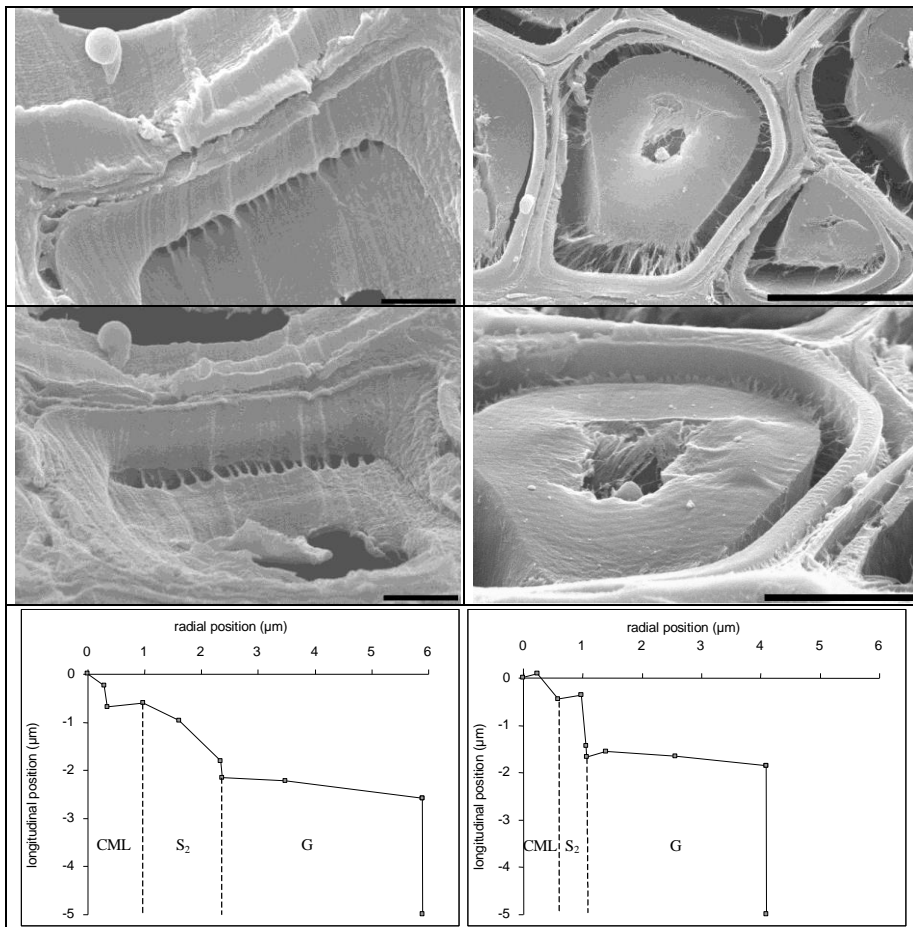 radial position (µm)
0 1 2 3 4 5 6
0
-1
-2
-3
-4
-5
longitudinal position (µm)
CML S₂ G
radial position (µm)
0 1 2 3 4 5 6
0
-1
-2
-3
-4
-5
longitudinal position (µm)
CML S₂ G